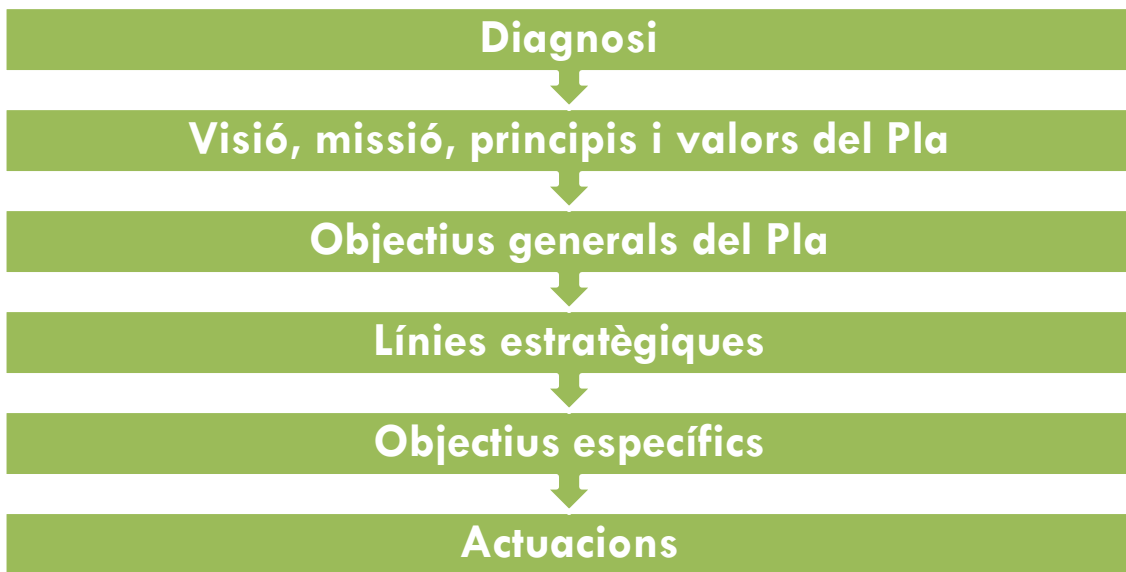 Diagnosi
Visió, missió, principis i valors del Pla
Objectius generals del Pla
Línies estratègiques
Objectius específics
Actuacions